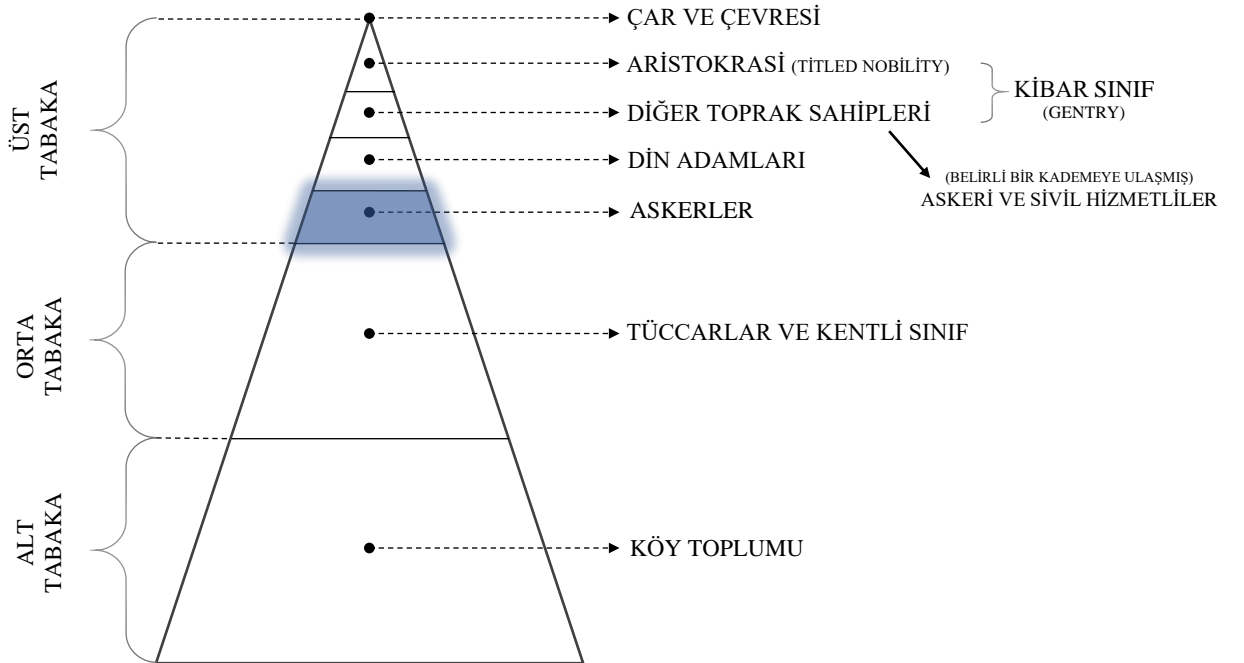 ÇAR VE ÇEVRESİ
ARİSTOKRASİ (TİTLED NOBİLİTY)
DİĞER TOPRAK SAHİPLERİ
KİBAR SINIF
(GENTRY)
DİN ADAMLARI
(BELİRLİ BİR KADEMEYE ULAŞMIŞ)
ASKERİ VE SİVİL HİZMETLİLER
ASKERLER
TÜCCARLAR VE KENTLİ SINIF
KÖY TOPLUMU
ÜST
TABAKA
ORTA
TABAKA
ALT
TABAKA